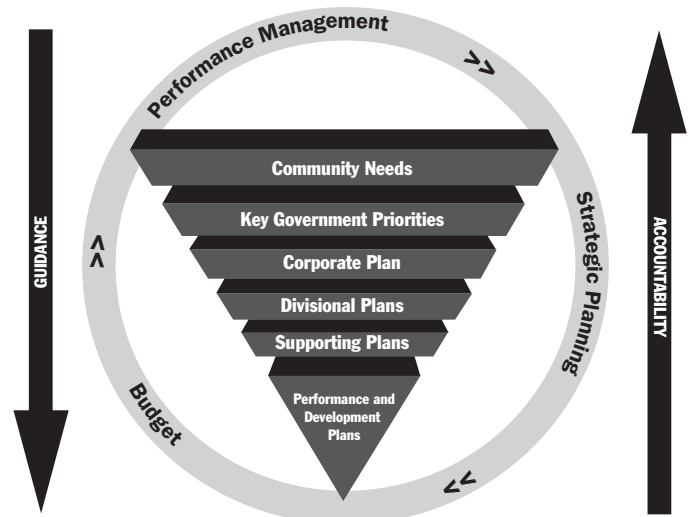 Performance Management
>>
Community Needs
Key Government Priorities
Corporate Plan
Divisional Plans
Supporting Plans
Performance and
Development
Plans
Strategic Planning
>>
Budget
>>
GUIDANCE
ACCOUNTABILITY